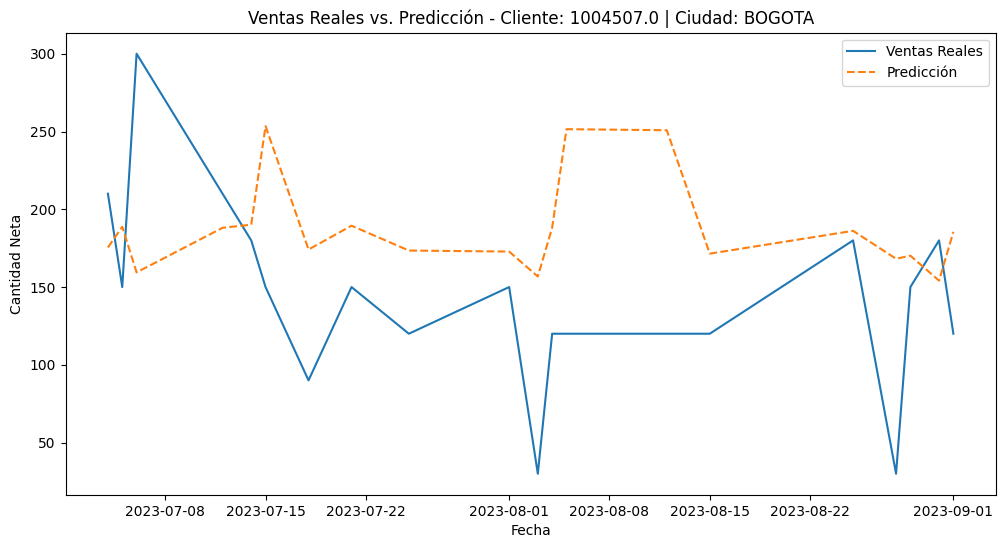 Ventas Reales vs. Predicción - Cliente: 1004507.0 | Ciudad: BOGOTA
Ventas Reales
Predicción
Cantidad Neta
300
250
200
150
100
50
2023-07-08
2023-07-15
2023-07-22
2023-08-01
2023-08-08
2023-08-15
2023-08-22
2023-09-01
Fecha